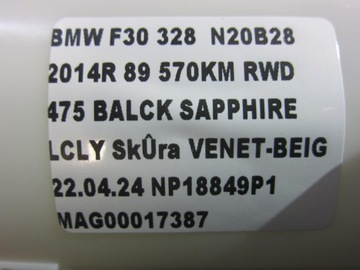 BMW F30 328 N20B28
2014R 89 570KM RWD
475 BALCK SAPPHIRE
LCLY SkÛra VENET-BEIG
22.04.24 NP18849P1
MAG00017387